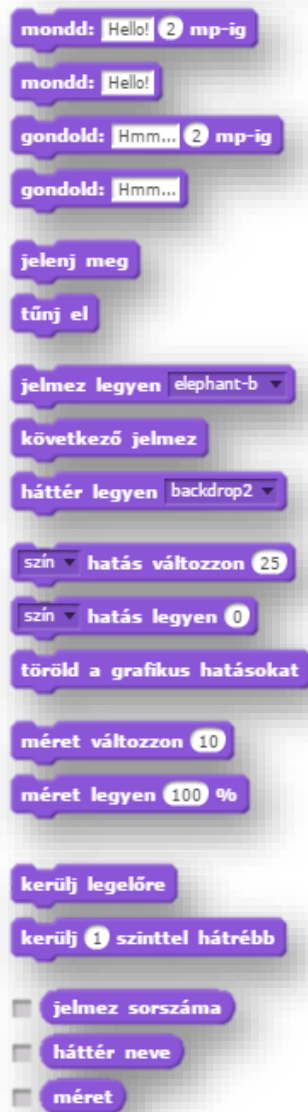 mondd: Hello! 2 mp-ig
mondd: Hello!
gondold: Hmm... 2 mp-ig
gondold: Hmm...
jelenj meg
tűnj el
jelmez legyen elephant-b
következő jelmez
háttér legyen backdrop2
szín hatás változzon 25
szín hatás legyen 0
töröld a grafikus hatásokat
méret változzon 10
méret legyen 100 %
kerülj legelőre
kerülj 1 szinttel hátrébb
jelmez sorszáma
háttér neve
méret